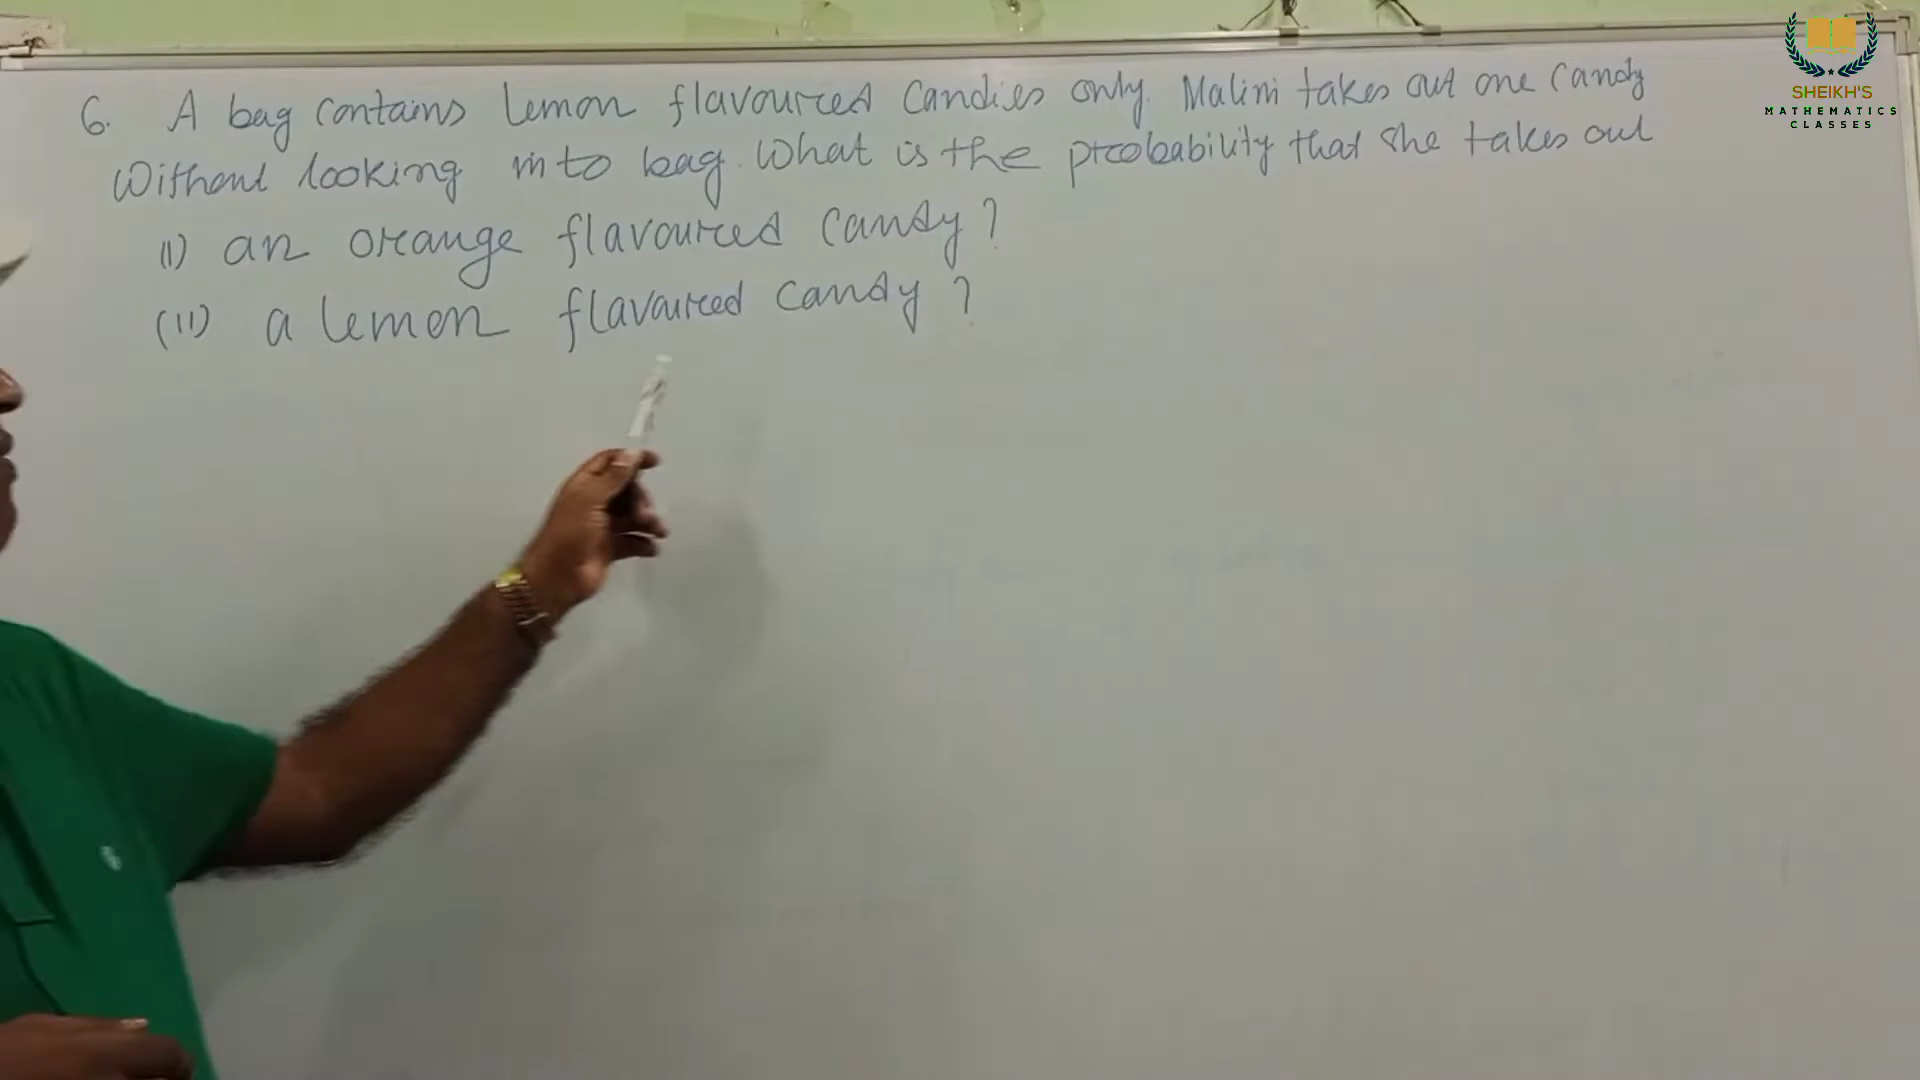 6. A bag contains lemon flavoured candies only. Malini takes out one candy
Without looking into bag. What is the probability that she takes out
(I) an orange flavoured candy?
(II) a lemon flavoured candy?
SHEIKH'S
MATHEMATICS
CLASSES